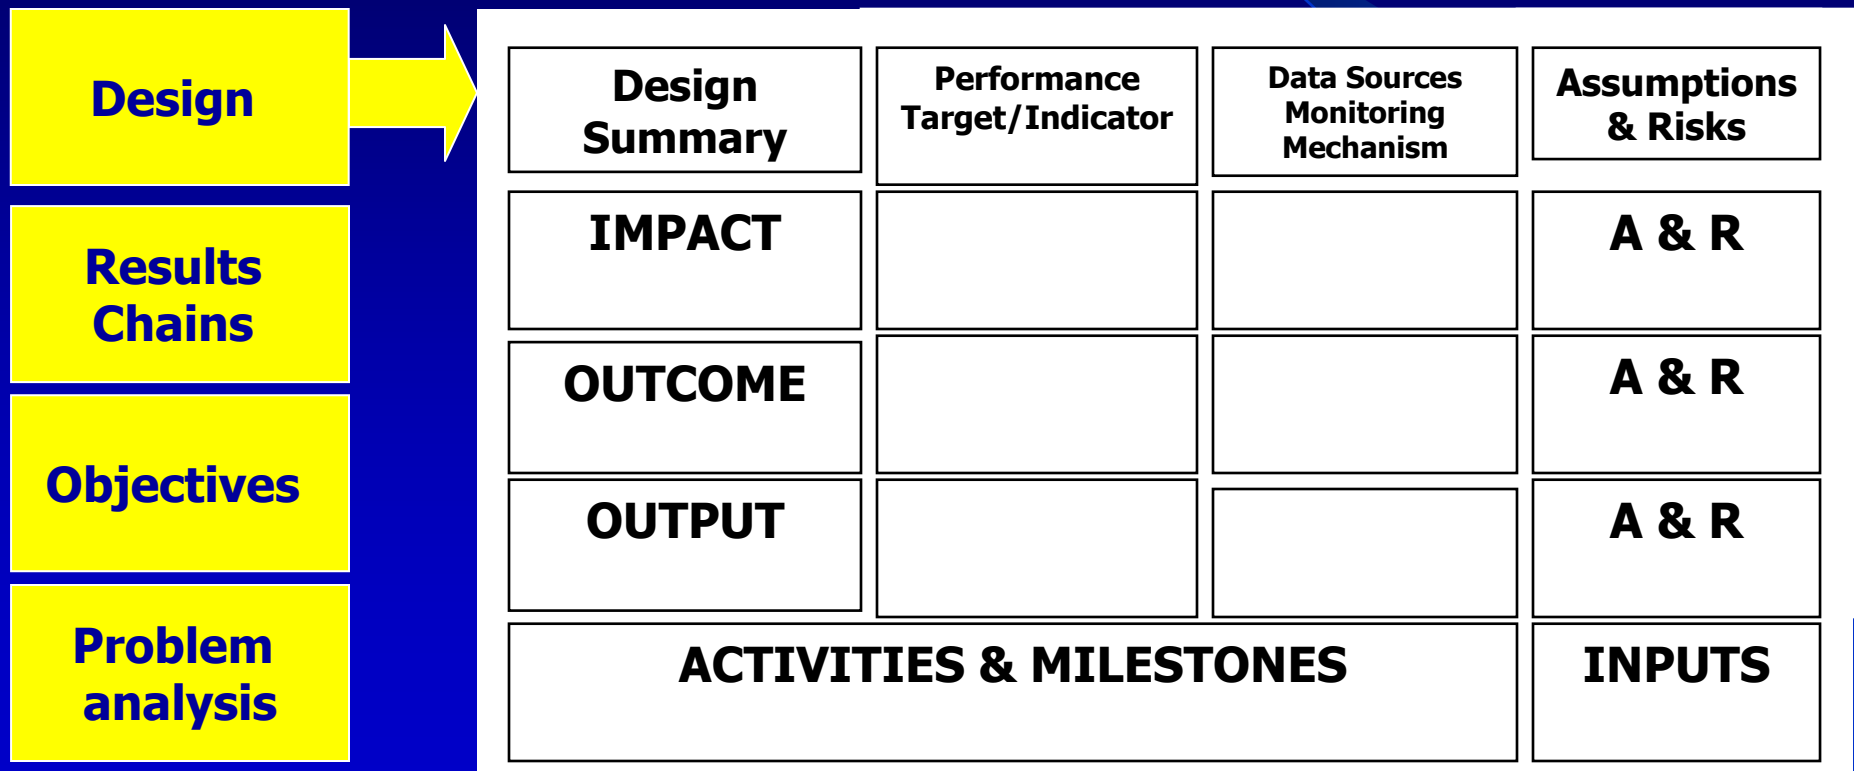 Design
Results
Chains
Objectives
Problem
analysis
Design
Summary
Performance
Target/Indicator
Data Sources
Monitoring
Mechanism
Assumptions
& Risks
IMPACT
A & R
OUTCOME
A & R
OUTPUT
A & R
ACTIVITIES & MILESTONES
INPUTS